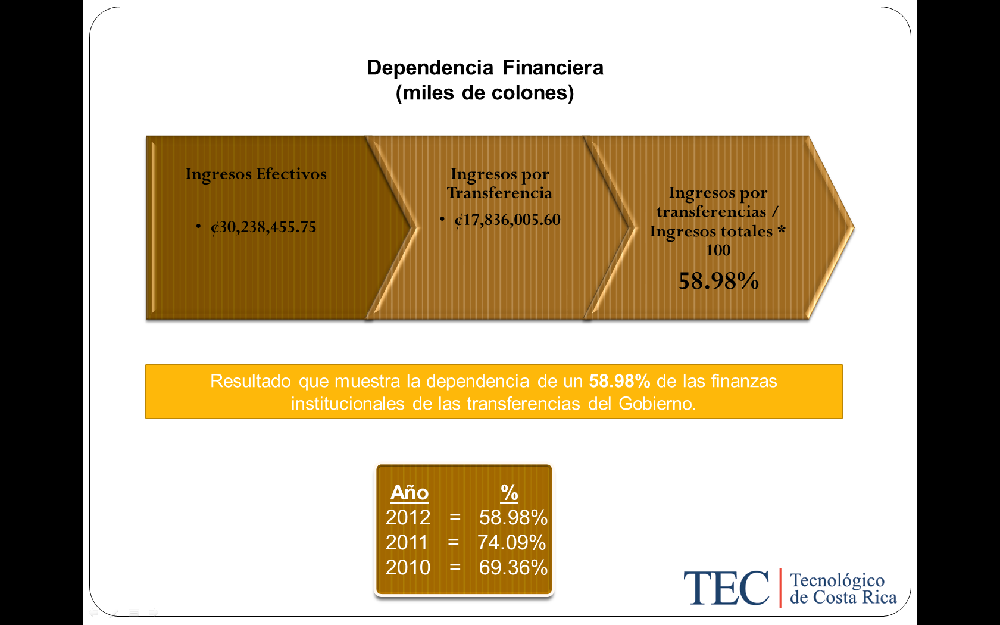 Dependencia Financiera
(miles de colones)
Ingresos Efectivos
• ¢30,238,455.75
Ingresos por
Transferencia
• ¢17,836,005.60
Ingresos por
transferencias /
Ingresos totales *
100
58.98%
Resultado que muestra la dependencia de un 58.98% de las finanzas
institucionales de las transferencias del Gobierno.
Año %
2012 = 58.98%
2011 = 74.09%
2010 = 69.36%
TEC | Tecnológico
de Costa Rica